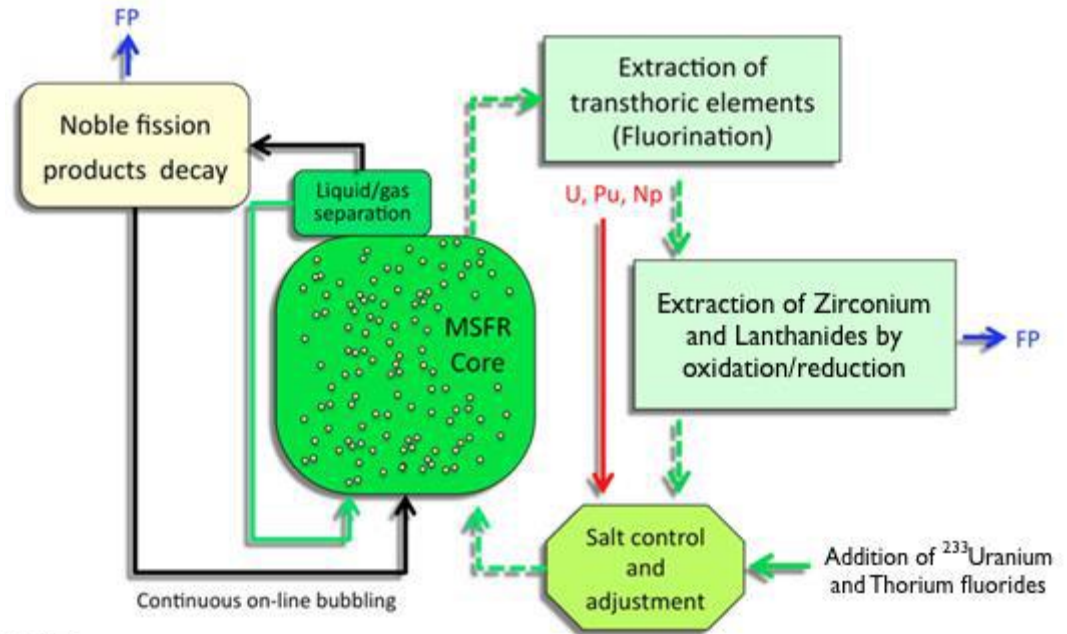 FP
Noble fission
products decay
Liquid/gas
separation
MSFR
Core
Extraction of
transthoric elements
(Fluorination)
U, Pu, Np
Extraction of Zirconium
and Lanthanides by
oxidation/reduction
FP
Salt control
and
adjustment
Addition of ²³³Uranium
and Thorium fluorides
Continuous on-line bubbling